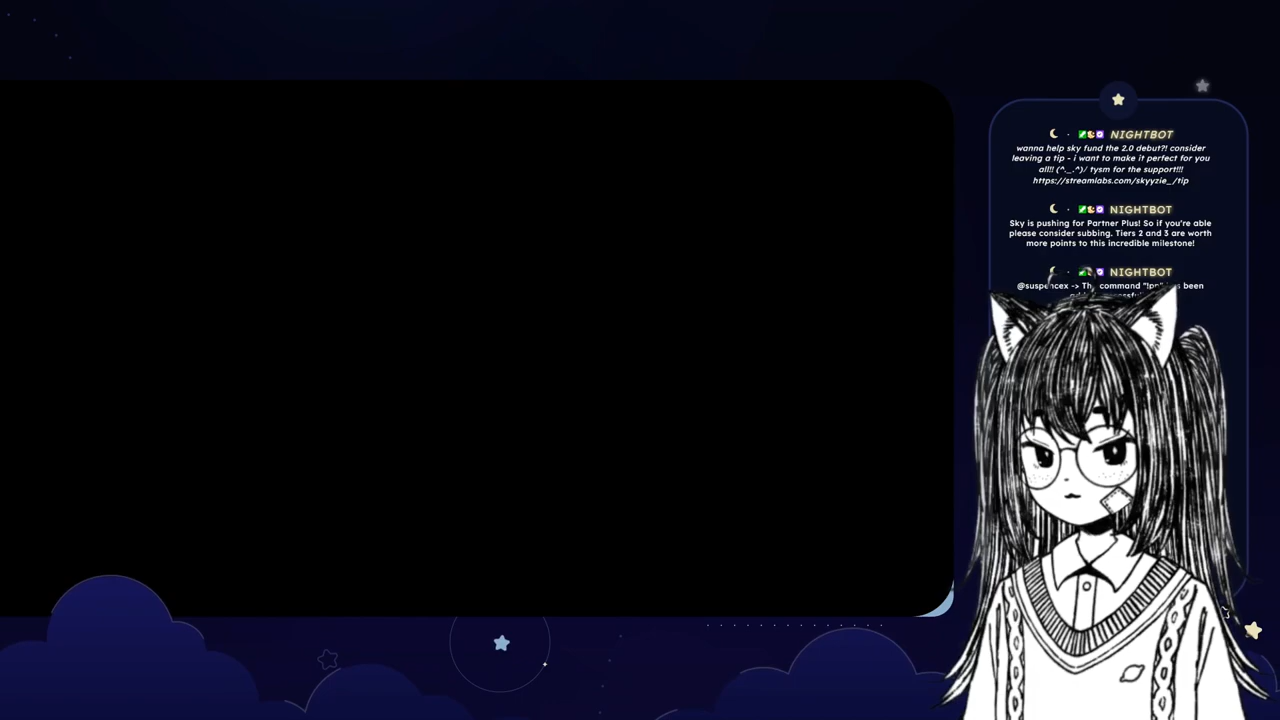 NIGHTBOT
wanna help sky fund the 2.0 debut?! consider
leaving a tip - i want to make it perfect for you
all!! (^._.^)/ tysm for the support!!!
https://streamlabs.com/skyyzie_/tip
NIGHTBOT
Sky is pushing for Partner Plus! So if you're able
please consider subbing. Tiers 2 and 3 are worth
more points to this incredible milestone!
NIGHTBOT
@suspencex -> The command been